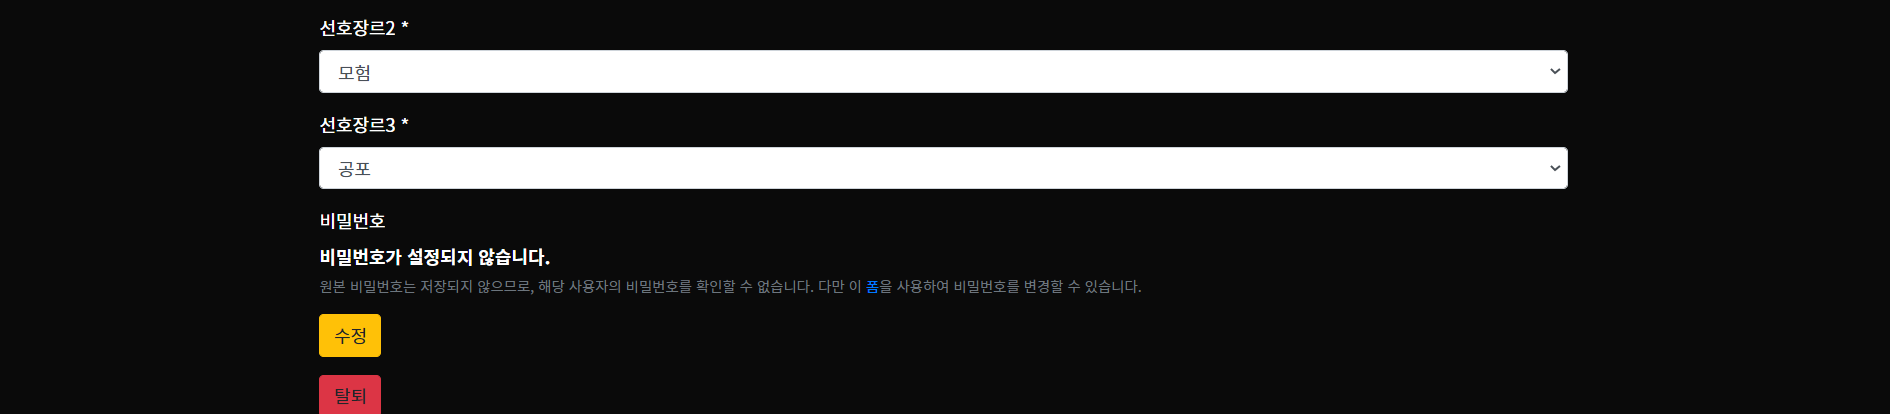 선호장르2 *
모험
선호장르3 *
공포
비밀번호
비밀번호가 설정되지 않습니다.
원본 비밀번호는 저장되지 않으므로, 해당 사용자의 비밀번호를 확인할 수 없습니다. 다만 이 폼을 사용하여 비밀번호를 변경할 수 있습니다.
수정
탈퇴